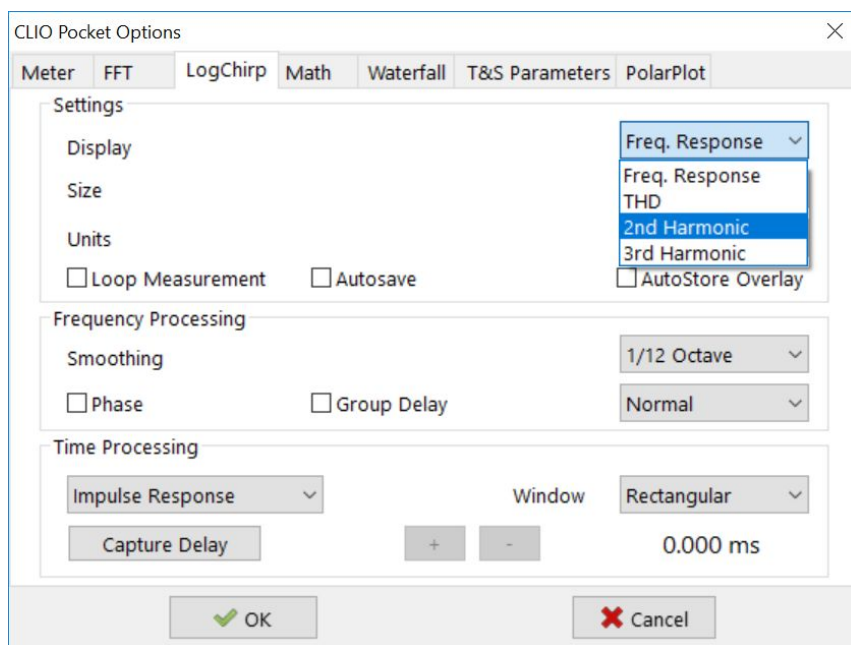 CLIO Pocket Options
Meter FFT LogChirp Math Waterfall T&S Parameters PolarPlot
Settings
Display Freq. Response
Freq. Response
Size
THD
2nd Harmonic
Units
3rd Harmonic
Loop Measurement Autosave AutoStore Overlay
Frequency Processing
Smoothing 1/12 Octave
Phase Group Delay Normal
Time Processing
Impulse Response Window Rectangular
Capture Delay + - 0.000 ms
OK Cancel